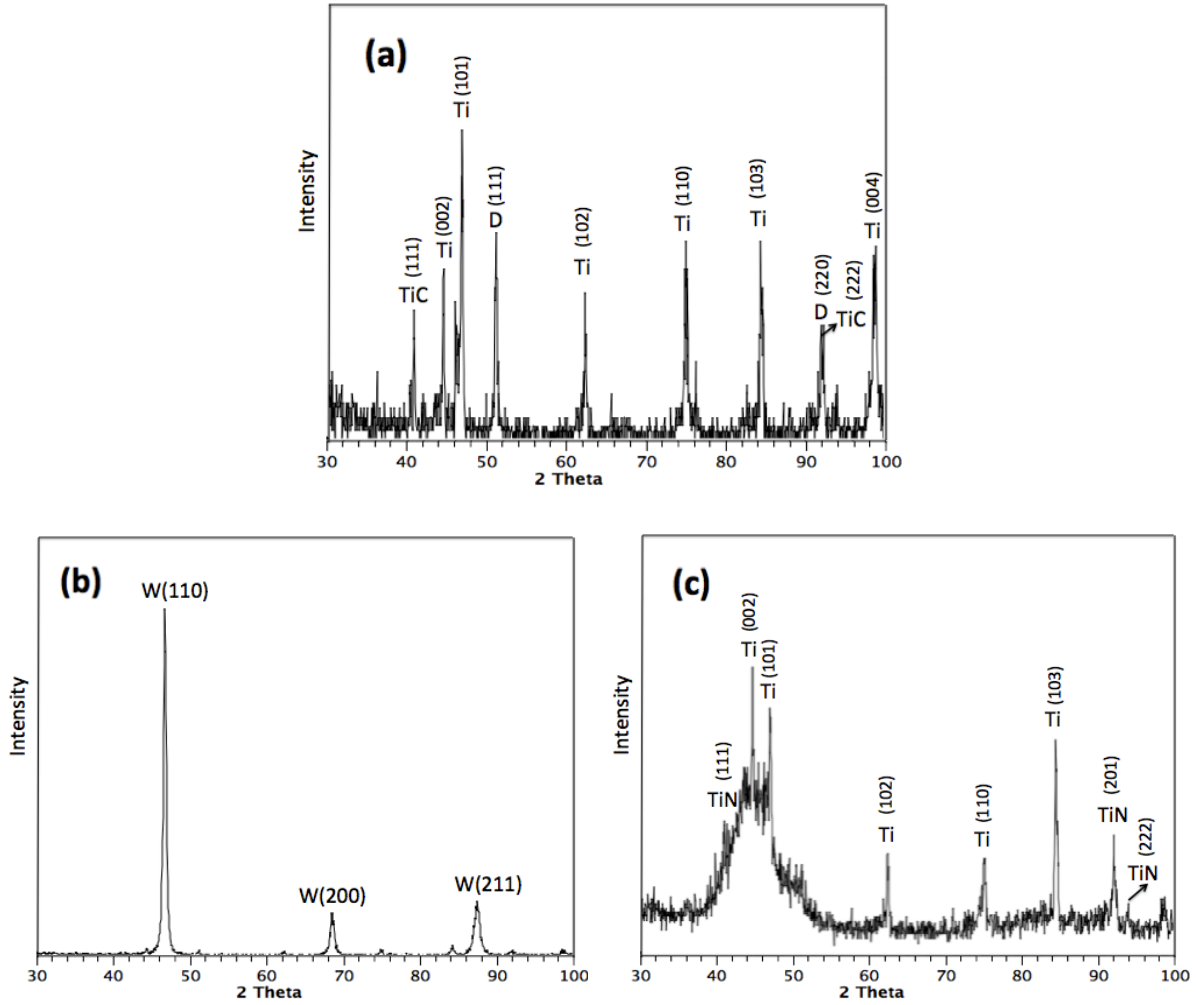 (a)
Intensity
TiC (111)
Ti (002)
Ti (101)
D (111)
Ti (102)
Ti (110)
Ti (103)
D (220)
TiC (222)
Ti (004)
30 40 50 60 70 80 90 100
2 Theta
(b)
Intensity
W(110)
W(200)
W(211)
30 40 50 60 70 80 90 100
2 Theta
(c)
Intensity
TiN (111)
Ti (002)
Ti (101)
Ti (102)
Ti (110)
Ti (103)
TiN (201)
TiN (222)
30 40 50 60 70 80 90 100
2 Theta